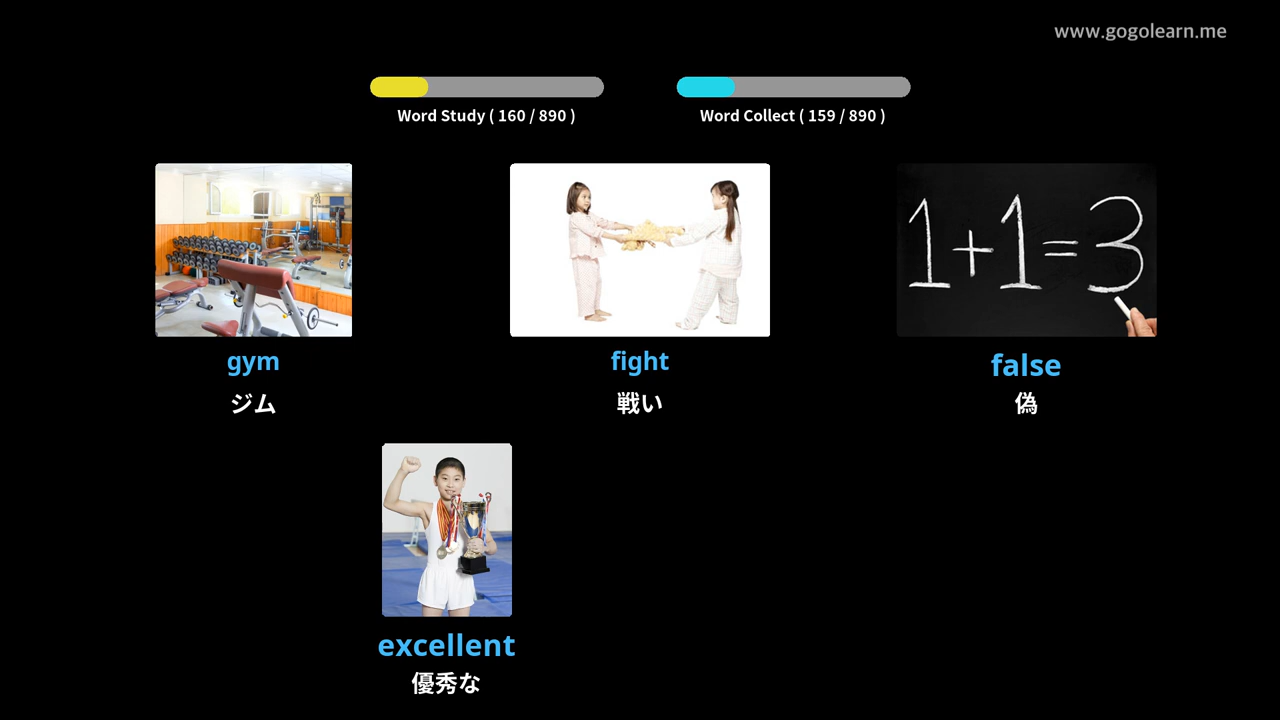 www.gogolearn.me
Word Study ( 160 / 890 )
Word Collect ( 159 / 890 )
1+1=3
gym
ジム
fight
戦い
false
偽
excellent
優秀な